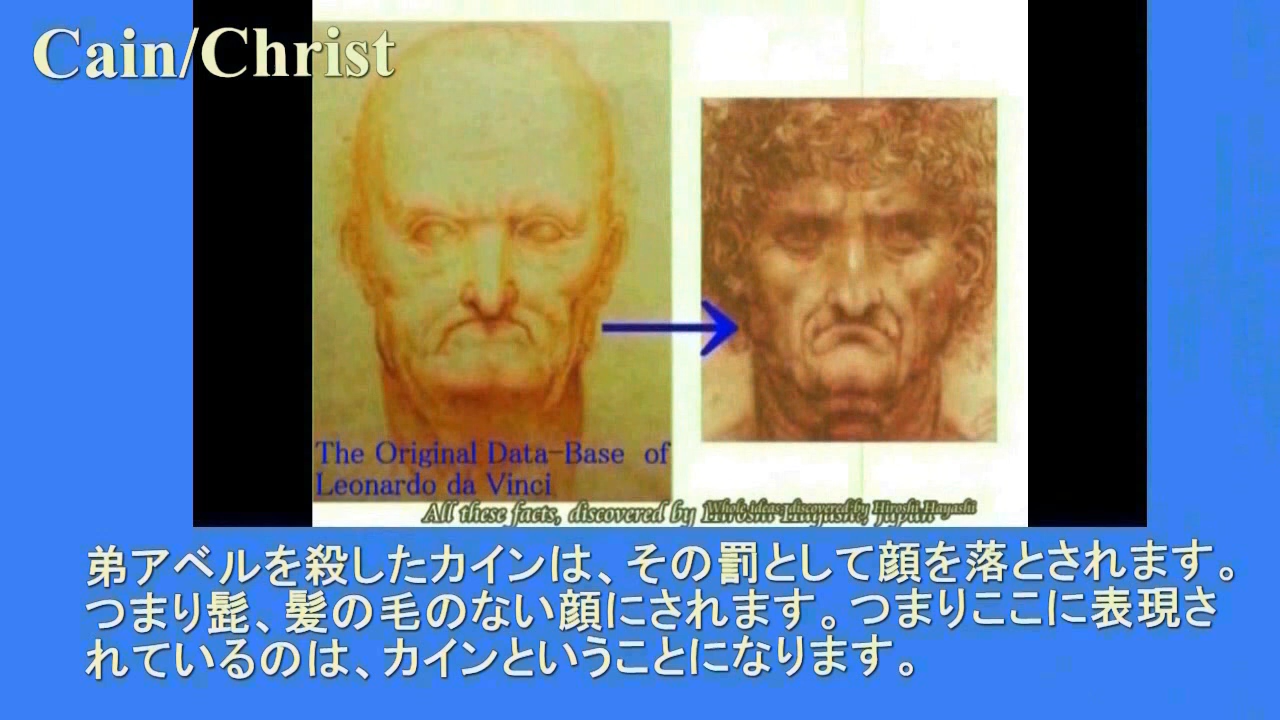 Cain/Christ
The Original Data-Base of
Leonardo da Vinci
All these facts, discovered by Hiroshi Hayashi, Japan
Whole ideas discovered by Hiroshi Hayashi
弟アベルを殺したカインは、その罰として顔を落とされます。
つまり髭、髪の毛のない顔にされます。つまりここに表現さ
れているのは、カインということになります。